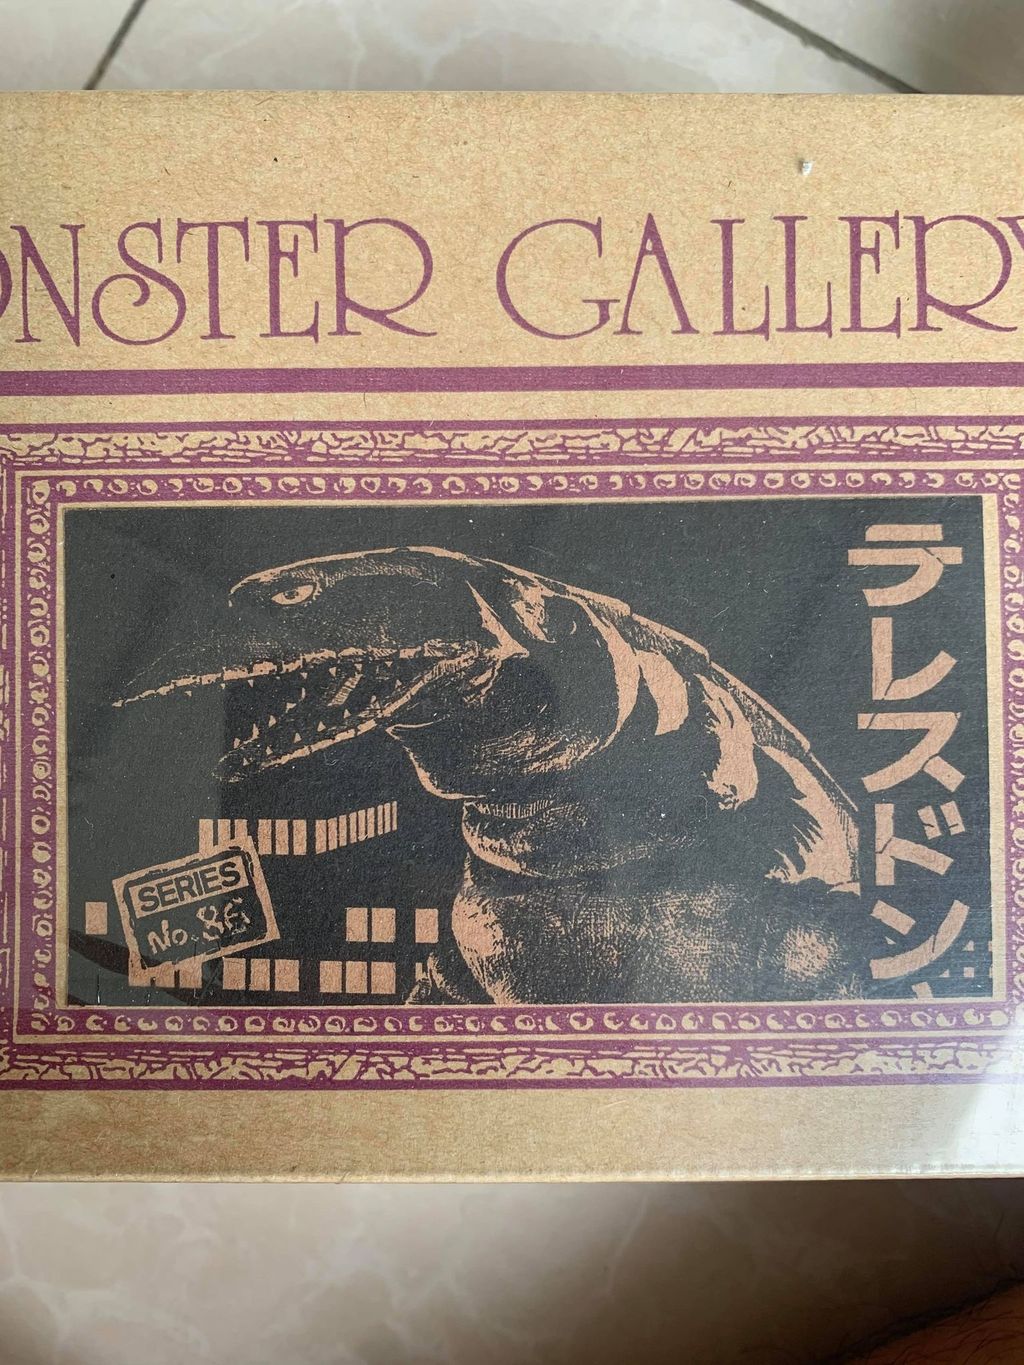 ONSTER GALLERY
テレスドン
SERIES
No.86